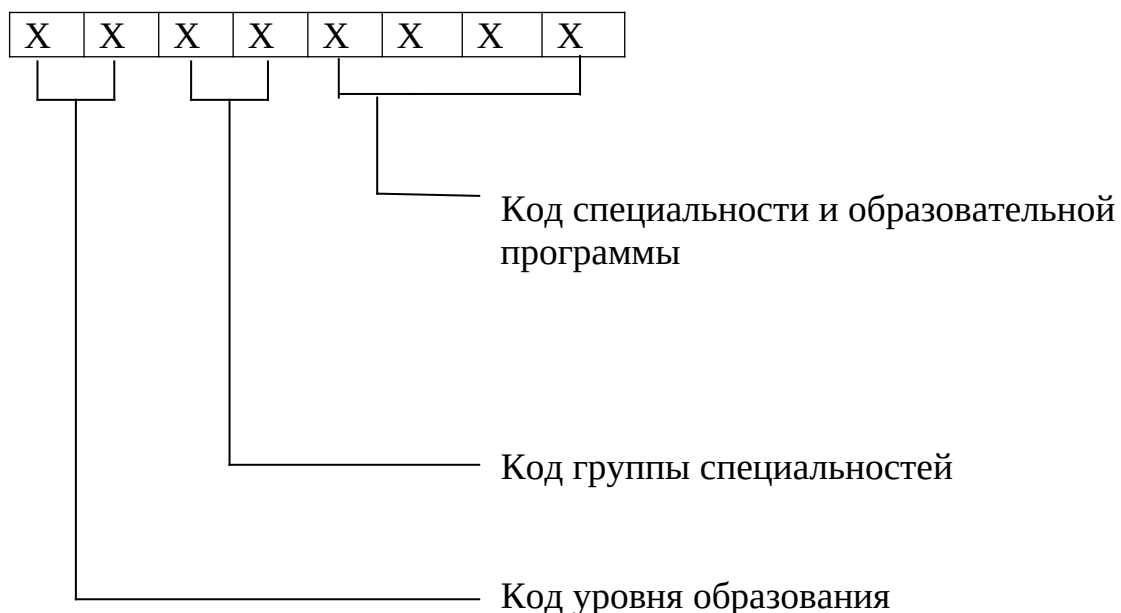 X X X X X X X X
Код специальности и образовательной
программы
Код группы специальностей
Код уровня образования